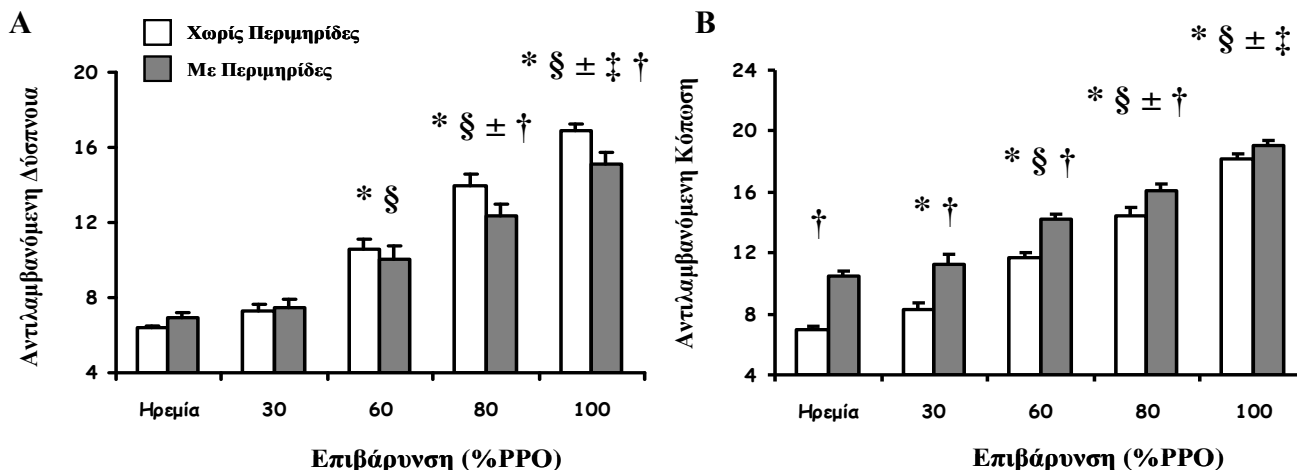 A
Χωρίς Περιμηρίδες
Με Περιμηρίδες
Αντιλαμβανόμενη Δύσπνοια
20
16
12
8
4
* §
* § ± †
* § ± ‡ †
Ηρεμία 30 60 80 100
Επιβάρυνση (%PPO)
B
Αντιλαμβανόμενη Κόπωση
24
20
16
12
8
4
†
* †
* § †
* § ± †
* § ± ‡
Ηρεμία 30 60 80 100
Επιβάρυνση (%PPO)